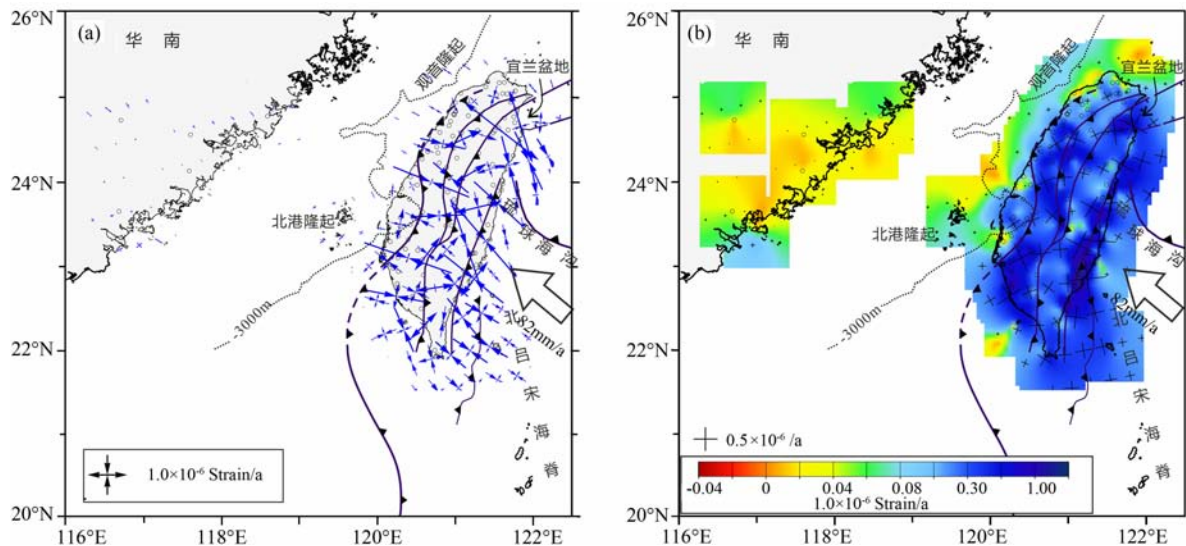 (a)
华 南
观音隆起
宜兰盆地
北港隆起
琉球海沟
-3000m
82mm/a
北吕宋海脊
1.0×10⁻⁶ Strain/a
26°N
24°N
22°N
20°N
116°E
118°E
120°E
122°E
(b)
华 南
观音隆起
宜兰盆地
北港隆起
球海沟
-3000m
82mm/a
北吕宋海脊
0.5×10⁻⁶ /a
-0.04 0 0.04 0.08 0.30 1.00
1.0×10⁻⁶ Strain/a
26°N
24°N
22°N
20°N
116°E
118°E
120°E
122°E